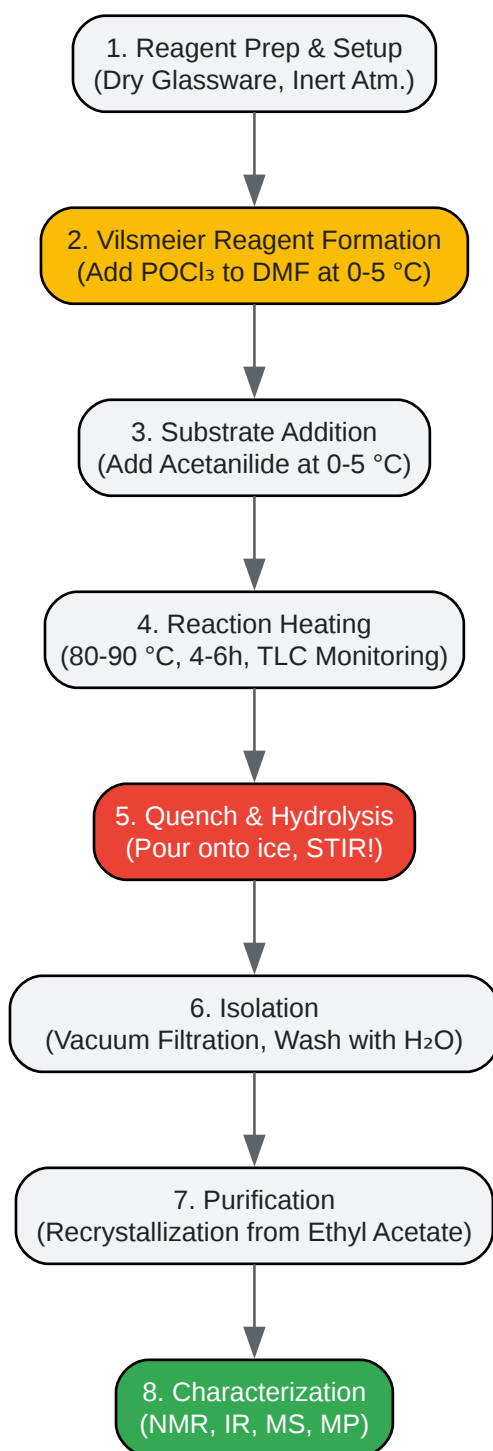 1. Reagent Prep & Setup
(Dry Glassware, Inert Atm.)
2. Vilsmeier Reagent Formation
(Add POCl₃ to DMF at 0-5 °C)
3. Substrate Addition
(Add Acetanilide at 0-5 °C)
4. Reaction Heating
(80-90 °C, 4-6h, TLC Monitoring)
5. Quench & Hydrolysis
(Pour onto ice, STIR!)
6. Isolation
(Vacuum Filtration, Wash with H₂O)
7. Purification
(Recrystallization from Ethyl Acetate)
8. Characterization
(NMR, IR, MS, MP)